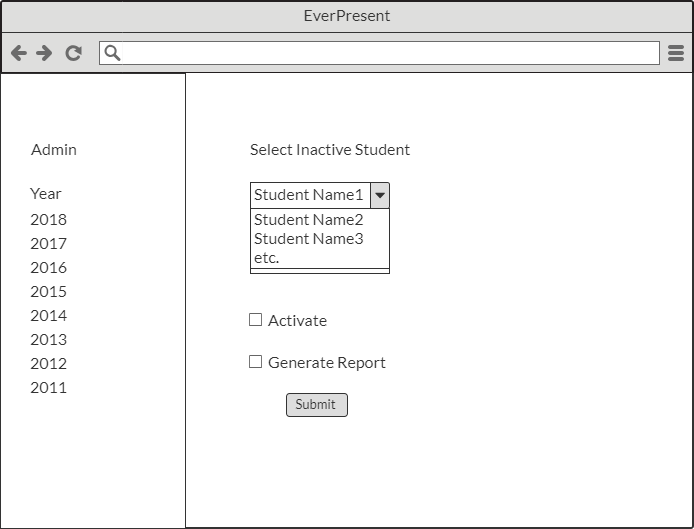 EverPresent
Admin
Year
2018
2017
2016
2015
2014
2013
2012
2011
Select Inactive Student
Student Name1
Student Name2
Student Name3
etc.
Activate
Generate Report
Submit